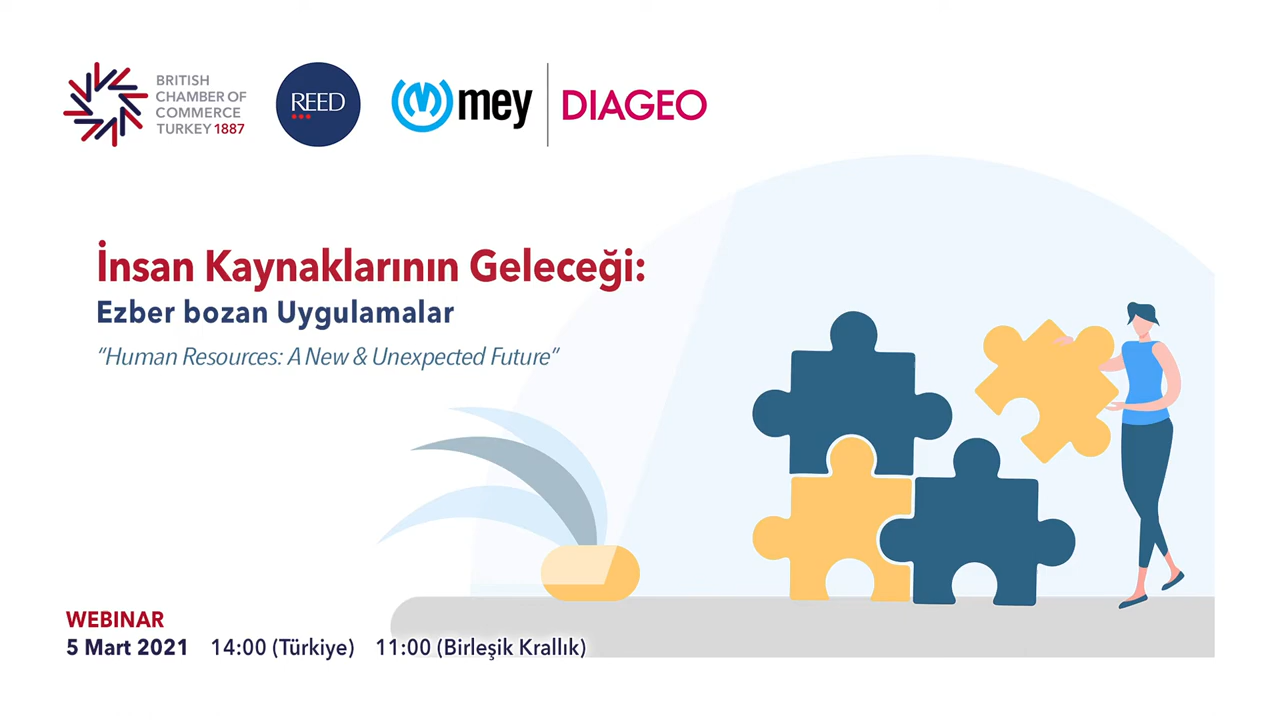 BRITISH
CHAMBER OF
COMMERCE
TURKEY 1887
REED
mey
DIAGEO
İnsan Kaynaklarının Geleceği:
Ezber bozan Uygulamalar
“Human Resources: A New & Unexpected Future”
WEBINAR
5 Mart 2021 14:00 (Türkiye) 11:00 (Birleşik Krallık)